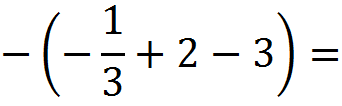 −(−1/3 + 2 − 3) =